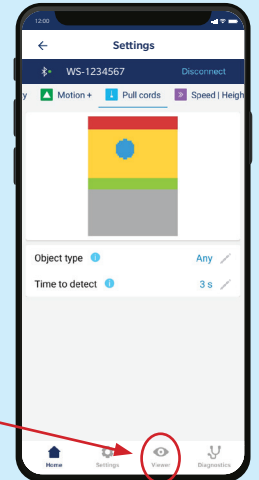 12:00
Settings
WS-1234567 Disconnect
y Motion + Pull cords Speed | Heigh
Object type Any
Time to detect 3 s
Home Settings Viewer Diagnostics